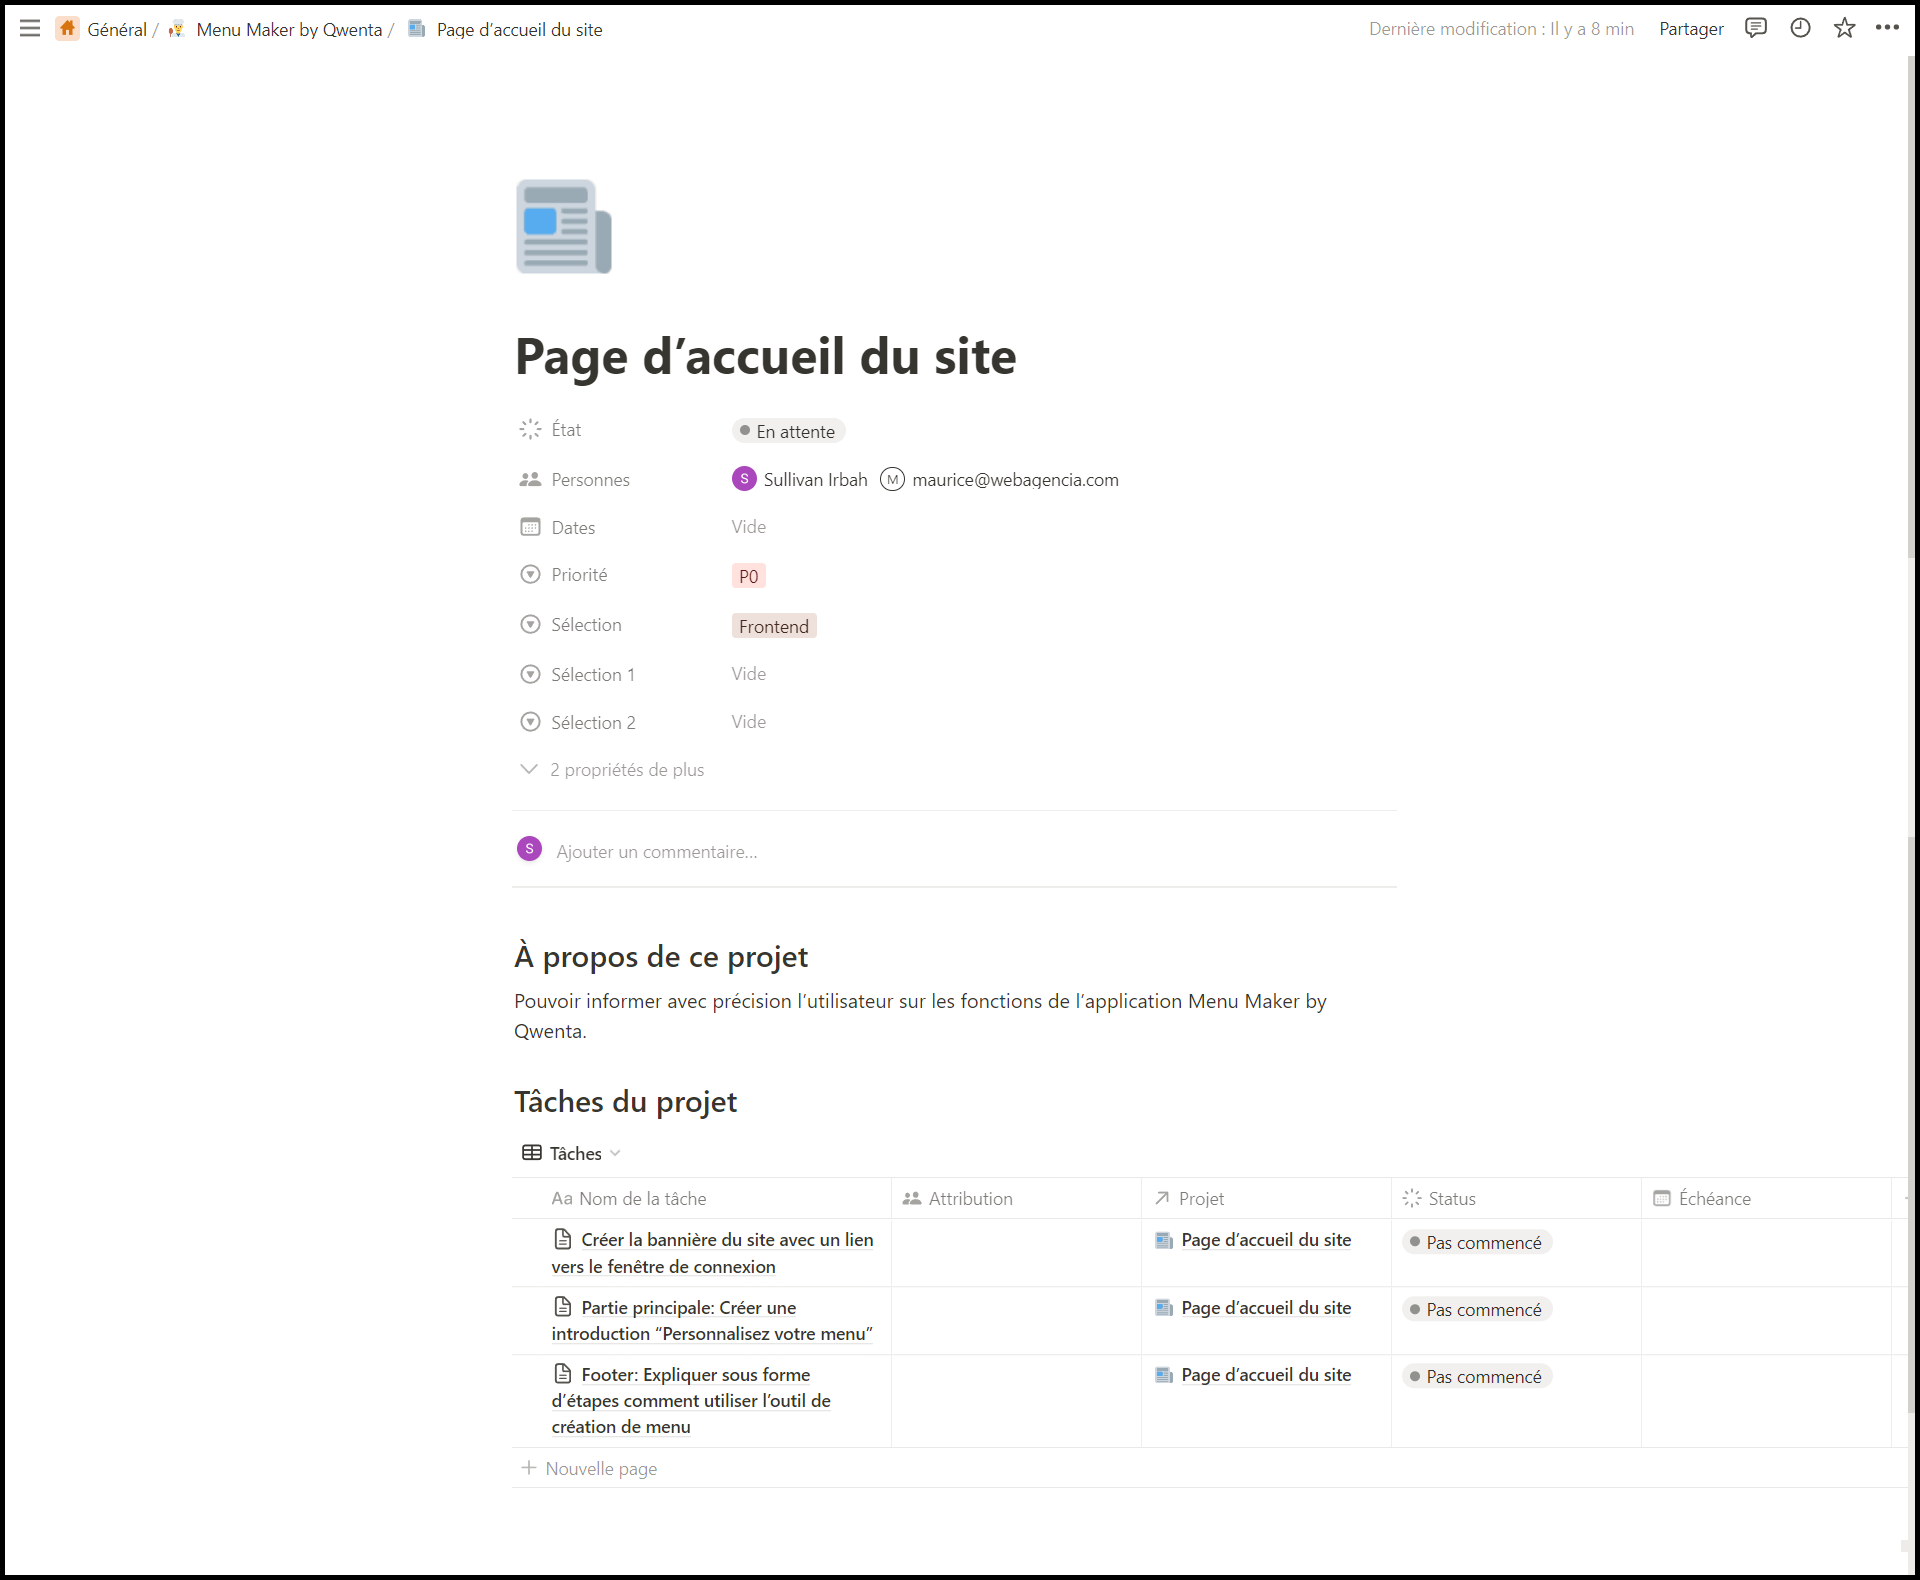 Général / Menu Maker by Qwenta / Page d’accueil du site
Dernière modification : Il y a 8 min Partager
Page d’accueil du site
État En attente
Personnes S Sullivan Irbah M maurice@webagencia.com
Dates Vide
Priorité P0
Sélection Frontend
Sélection 1 Vide
Sélection 2 Vide
2 propriétés de plus
S Ajouter un commentaire...
À propos de ce projet
Pouvoir informer avec précision l’utilisateur sur les fonctions de l’application Menu Maker by
Qwenta.
Tâches du projet
Tâches
Aa Nom de la tâche Attribution Projet Status Échéance
Créer la bannière du site avec un lien
vers le fenêtre de connexion
Page d’accueil du site Pas commencé
Partie principale: Créer une
introduction “Personnalisez votre menu”
Page d’accueil du site Pas commencé
Footer: Expliquer sous forme
d’étapes comment utiliser l’outil de
création de menu
Page d’accueil du site Pas commencé
Nouvelle page